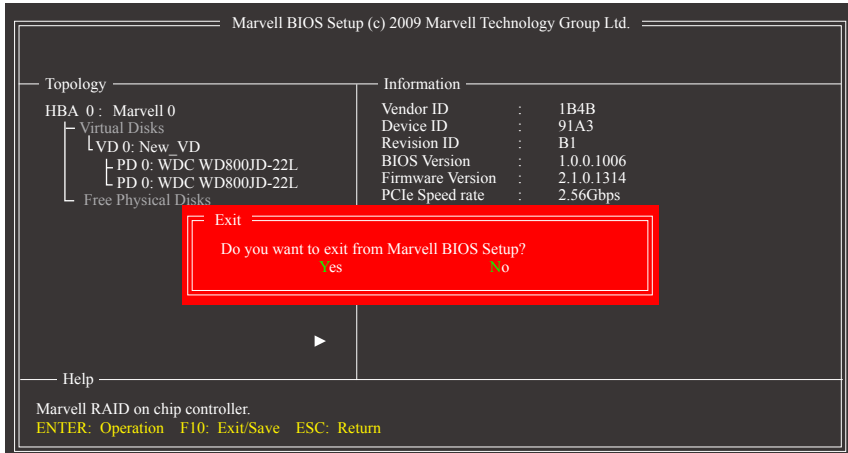 Marvell BIOS Setup (c) 2009 Marvell Technology Group Ltd.
Topology
HBA 0 : Marvell 0
Virtual Disks
VD 0: New_VD
PD 0: WDC WD800JD-22L
PD 0: WDC WD800JD-22L
Free Physical Disks
Information
Vendor ID : 1B4B
Device ID : 91A3
Revision ID : B1
BIOS Version : 1.0.0.1006
Firmware Version : 2.1.0.1314
PCIe Speed rate : 2.56Gbps
Exit
Do you want to exit from Marvell BIOS Setup?
Yes No
Help
Marvell RAID on chip controller.
ENTER: Operation F10: Exit/Save ESC: Return